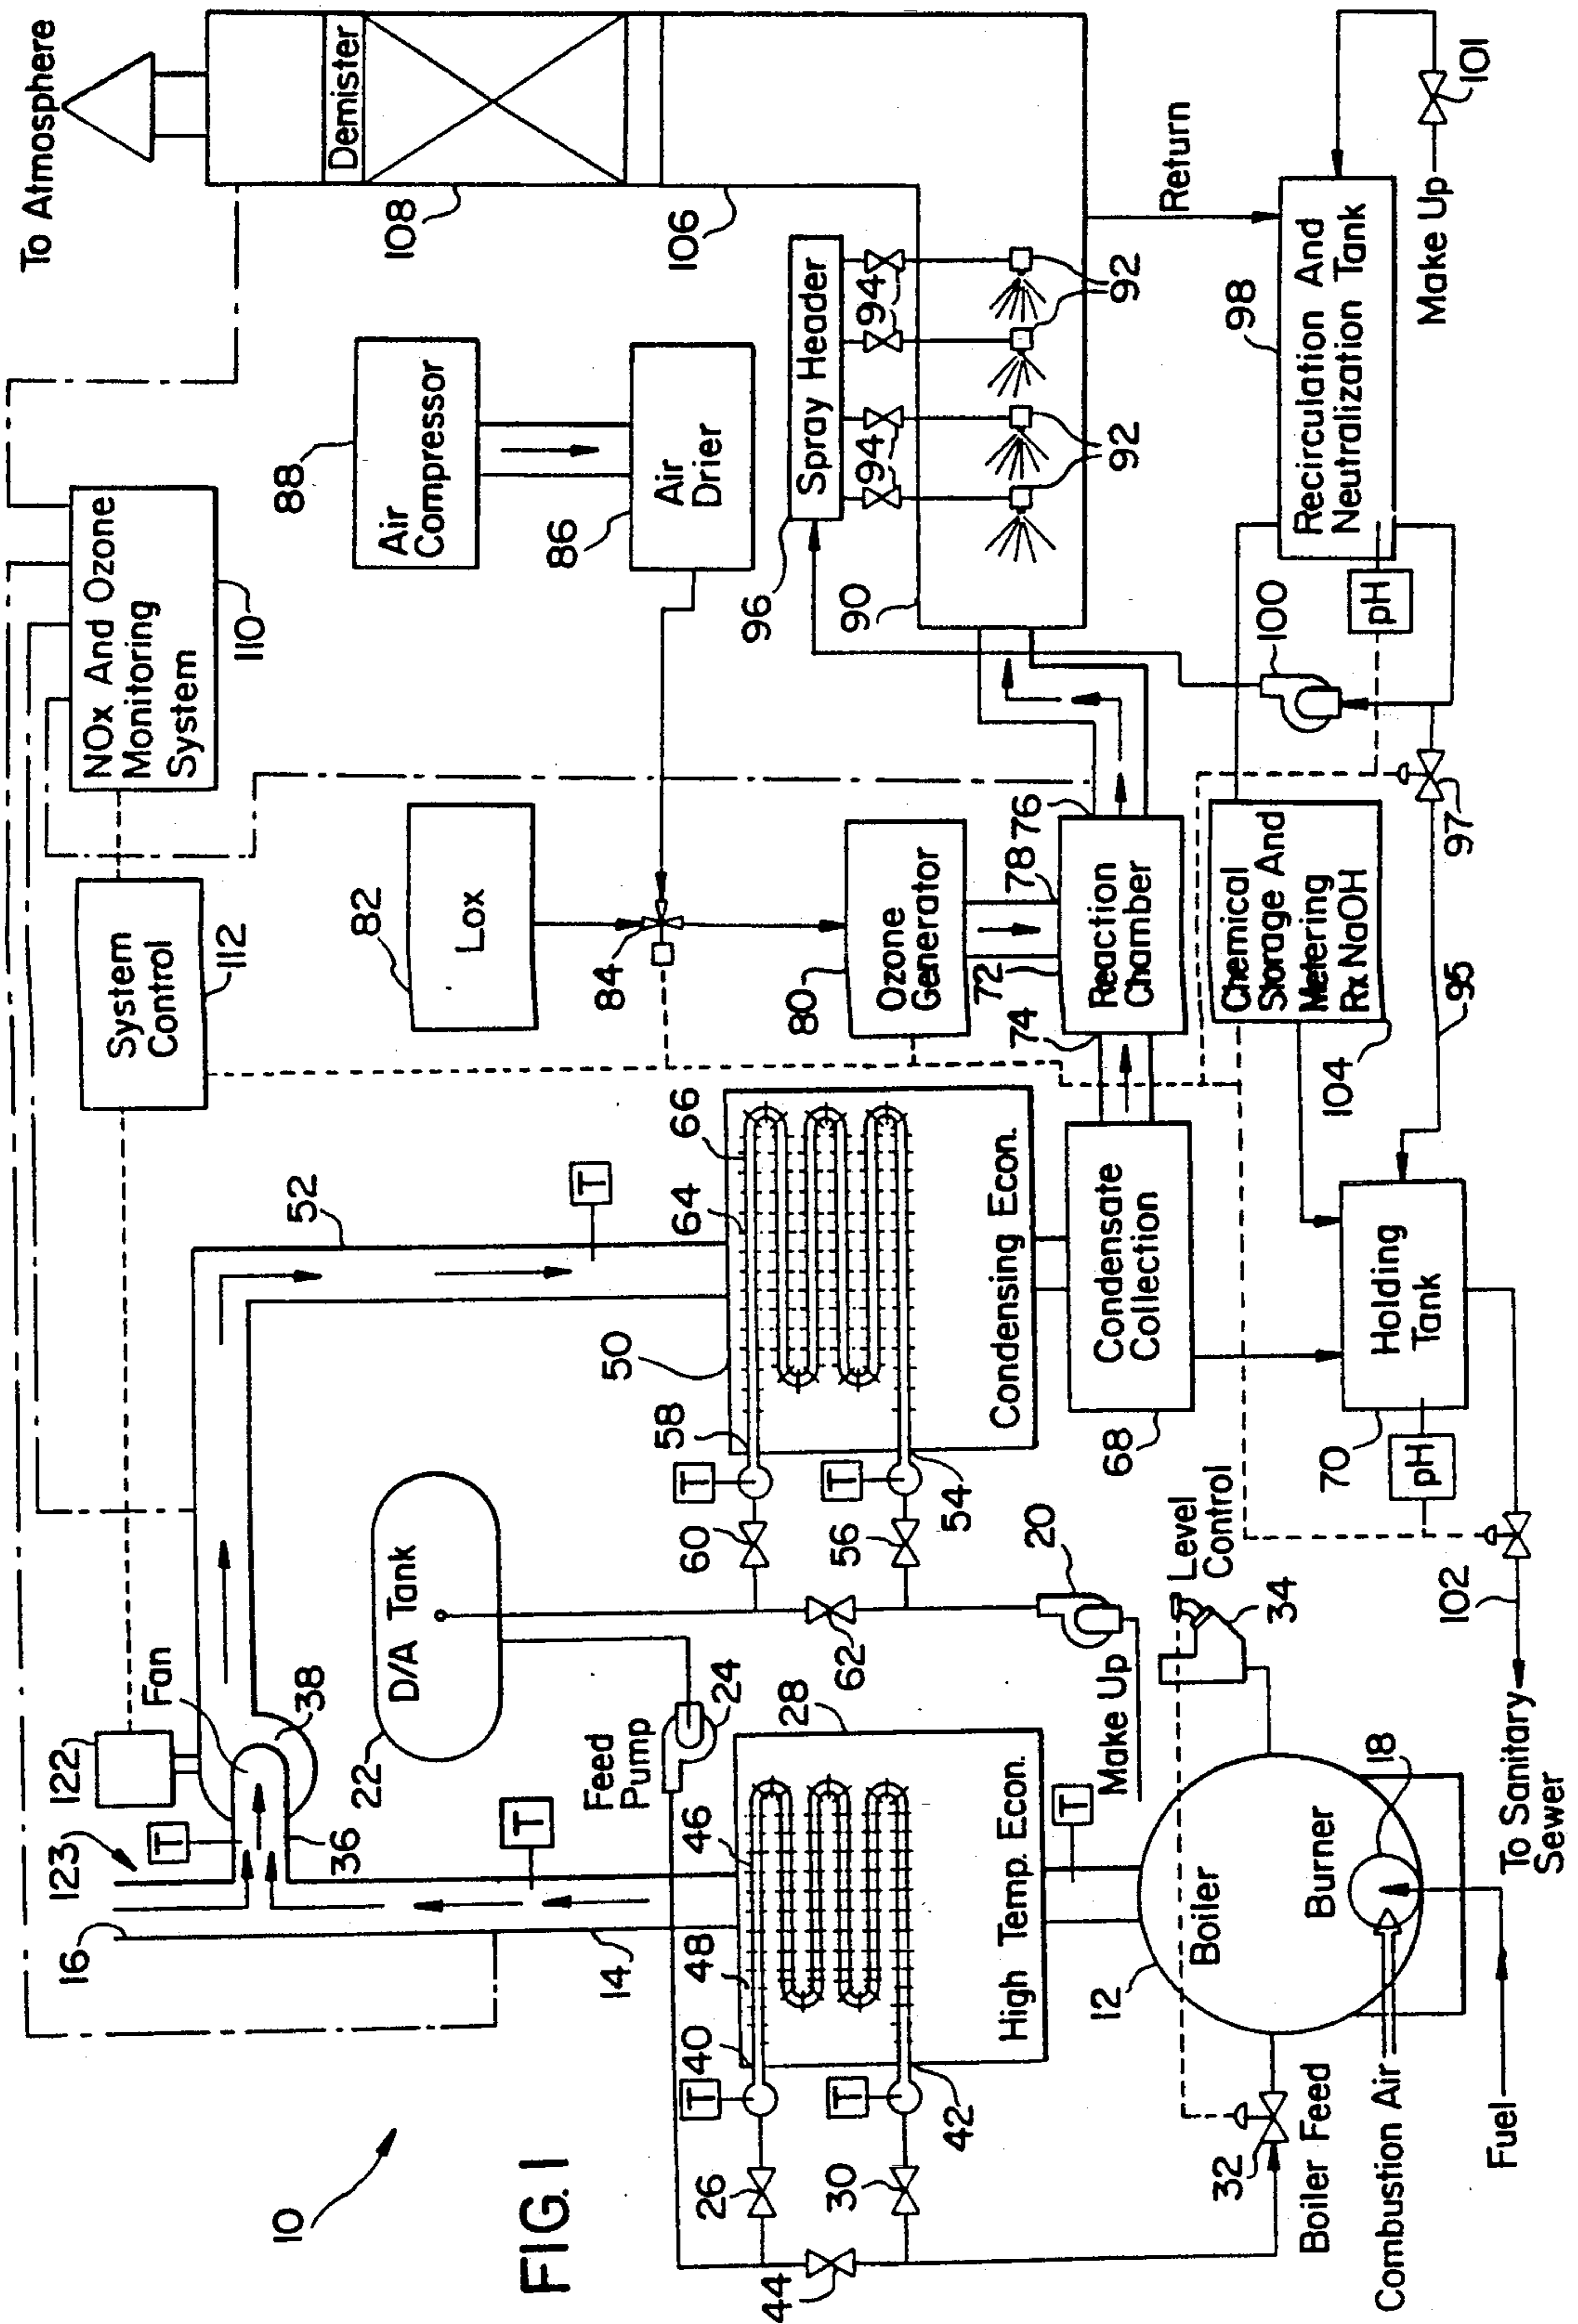 To Atmosphere
Demister
108
106
NOx And Ozone
Monitoring
System
110
88
Air
Compressor
86
Air
Drier
96
Spray Header
94
94
90
92
92
Return
98
Recirculation And
Neutralization Tank
Make Up
101
pH
100
97
System
Control
112
82
Lox
84
80
Ozone
Generator
72
78
76
74
Reaction
Chamber
Chemical
Storage And
Metering
Rx NaOH
104
95
52
T
66
64
50
58
T
T
54
60
56
Condensing Econ.
Condensate
Collection
68
Holding
Tank
70
pH
102
To Sanitary
Sewer
122
Fan
38
123
T
36
16
14
T
D/A Tank
22
Feed
Pump
24
62
20
Make Up
Level
Control
34
28
46
48
40
T
T
42
26
30
44
High Temp. Econ.
T
12
Boiler
Burner
18
32
Boiler Feed
Combustion Air
Fuel
10
FIG. 1